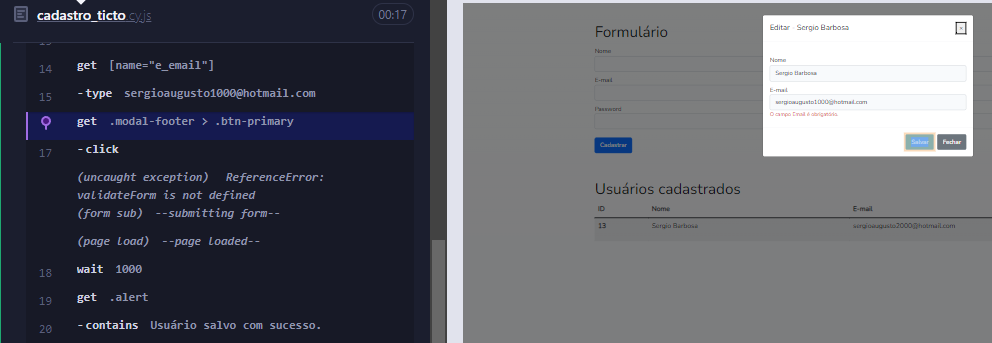 cadastro_ticto.cy.js
00:17
14 get [name="e_email"]
15 -type sergioaugusto1000@hotmail.com
get .modal-footer > .btn-primary
17 -click
(uncaught exception) ReferenceError:
validateForm is not defined
(form sub) --submitting form--
(page load) --page loaded--
18 wait 1000
19 get .alert
20 -contains Usuário salvo com sucesso.
Formulário
Nome
E-mail
Password
Cadastrar
Editar - Sergio Barbosa
×
Nome
Sergio Barbosa
E-mail
sergioaugusto1000@hotmail.com
O campo Email é obrigatório.
Salvar
Fechar
Usuários cadastrados
ID Nome E-mail
13 Sergio Barbosa sergioaugusto2000@hotmail.com